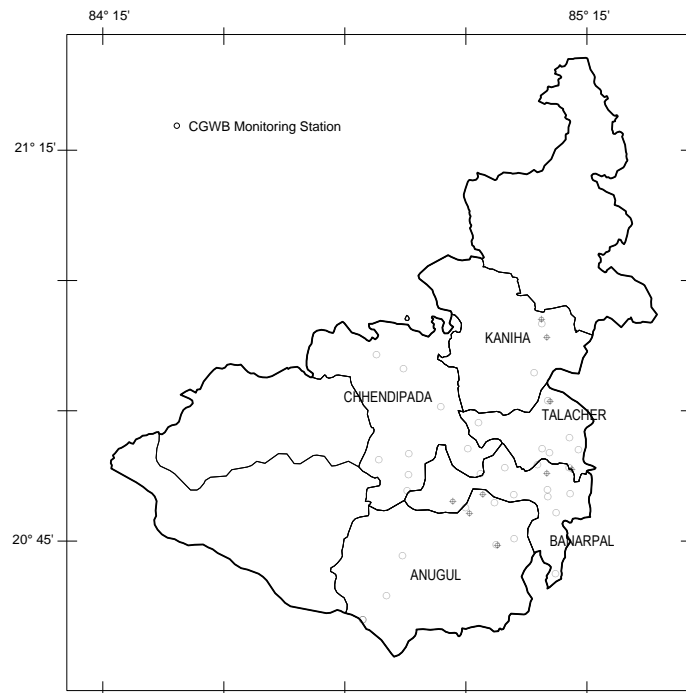 84° 15'
85° 15'
CGWB Monitoring Station
21° 15'
KANIHA
CHHENDIPADA
TALACHER
20° 45'
BANARPAL
ANUGUL